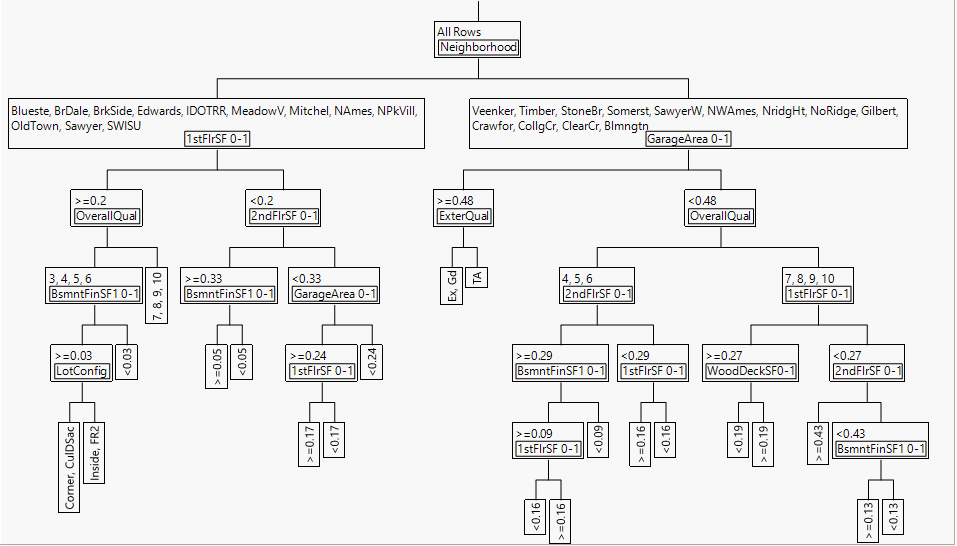 All Rows
Neighborhood
Blueste, BrDale, BrkSide, Edwards, IDOTRR, MeadowV, Mitchel, NAmes, NPkVill,
OldTown, Sawyer, SWISU
1stFlrSF 0-1
Veenker, Timber, StoneBr, Somerst, SawyerW, NWAmes, NridgHt, NoRidge, Gilbert,
Crawfor, CollgCr, ClearCr, Blmngtn
GarageArea 0-1
>=0.2
OverallQual
<0.2
2ndFlrSF 0-1
>=0.48
ExterQual
<0.48
OverallQual
3, 4, 5, 6
BsmntFinSF1 0-1
7, 8, 9, 10
>=0.33
BsmntFinSF1 0-1
<0.33
GarageArea 0-1
Ex, Gd
TA
4, 5, 6
2ndFlrSF 0-1
7, 8, 9, 10
1stFlrSF 0-1
>=0.03
LotConfig
<0.03
>=0.05
<0.05
>=0.24
1stFlrSF 0-1
<0.24
>=0.29
BsmntFinSF1 0-1
<0.29
1stFlrSF 0-1
>=0.27
WoodDeckSF0-1
<0.27
2ndFlrSF 0-1
Corner, CulDSac
Inside, FR2
>=0.17
<0.17
>=0.09
1stFlrSF 0-1
<0.09
>=0.16
<0.16
<0.19
>=0.19
>=0.43
<0.43
BsmntFinSF1 0-1
<0.16
>=0.16
>=0.13
<0.13